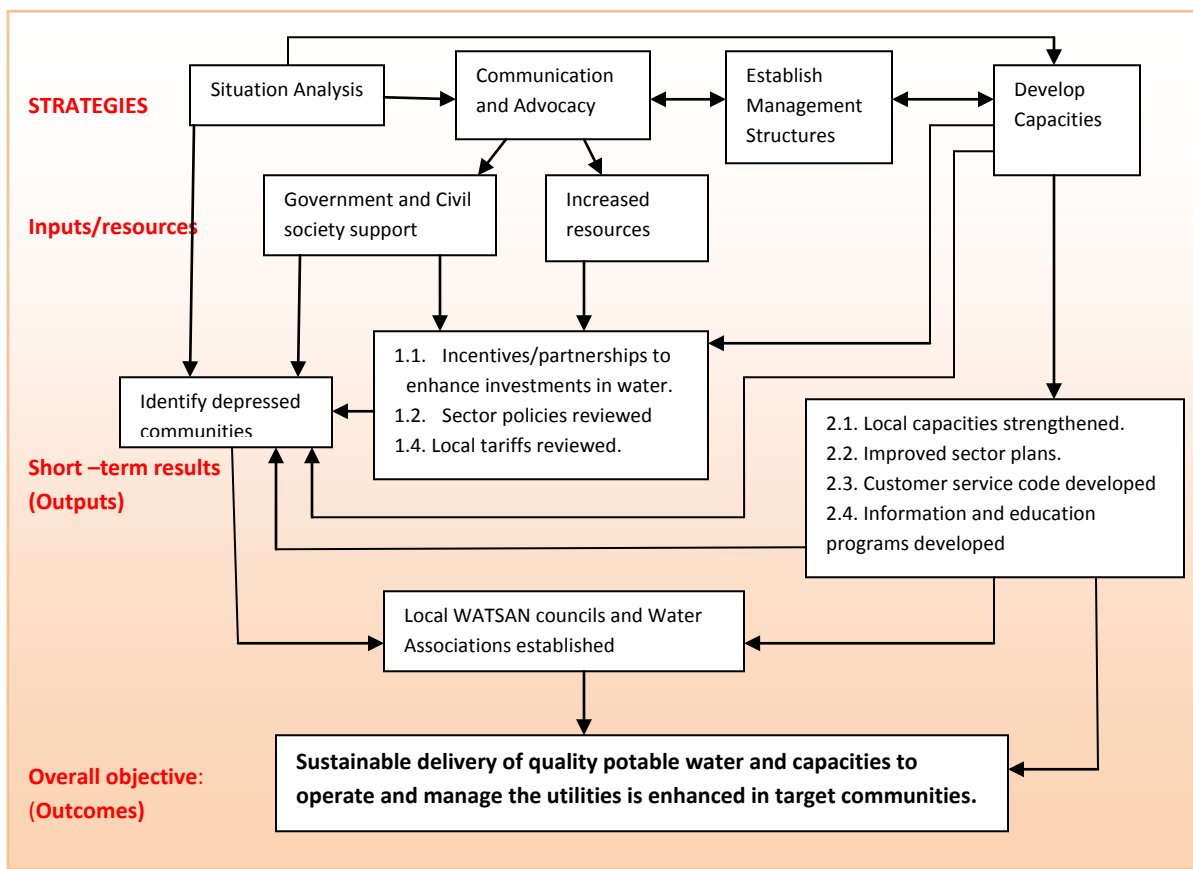 STRATEGIES
Situation Analysis
Communication
and Advocacy
Establish
Management
Structures
Develop
Capacities
Inputs/resources
Government and Civil
society support
Increased
resources
Identify depressed
communities
1.1. Incentives/partnerships to
enhance investments in water.
1.2. Sector policies reviewed
1.4. Local tariffs reviewed.
2.1. Local capacities strengthened.
2.2. Improved sector plans.
2.3. Customer service code developed
2.4. Information and education
programs developed
Short –term results
(Outputs)
Local WATSAN councils and Water
Associations established
Overall objective:
(Outcomes)
Sustainable delivery of quality potable water and capacities to
operate and manage the utilities is enhanced in target communities.